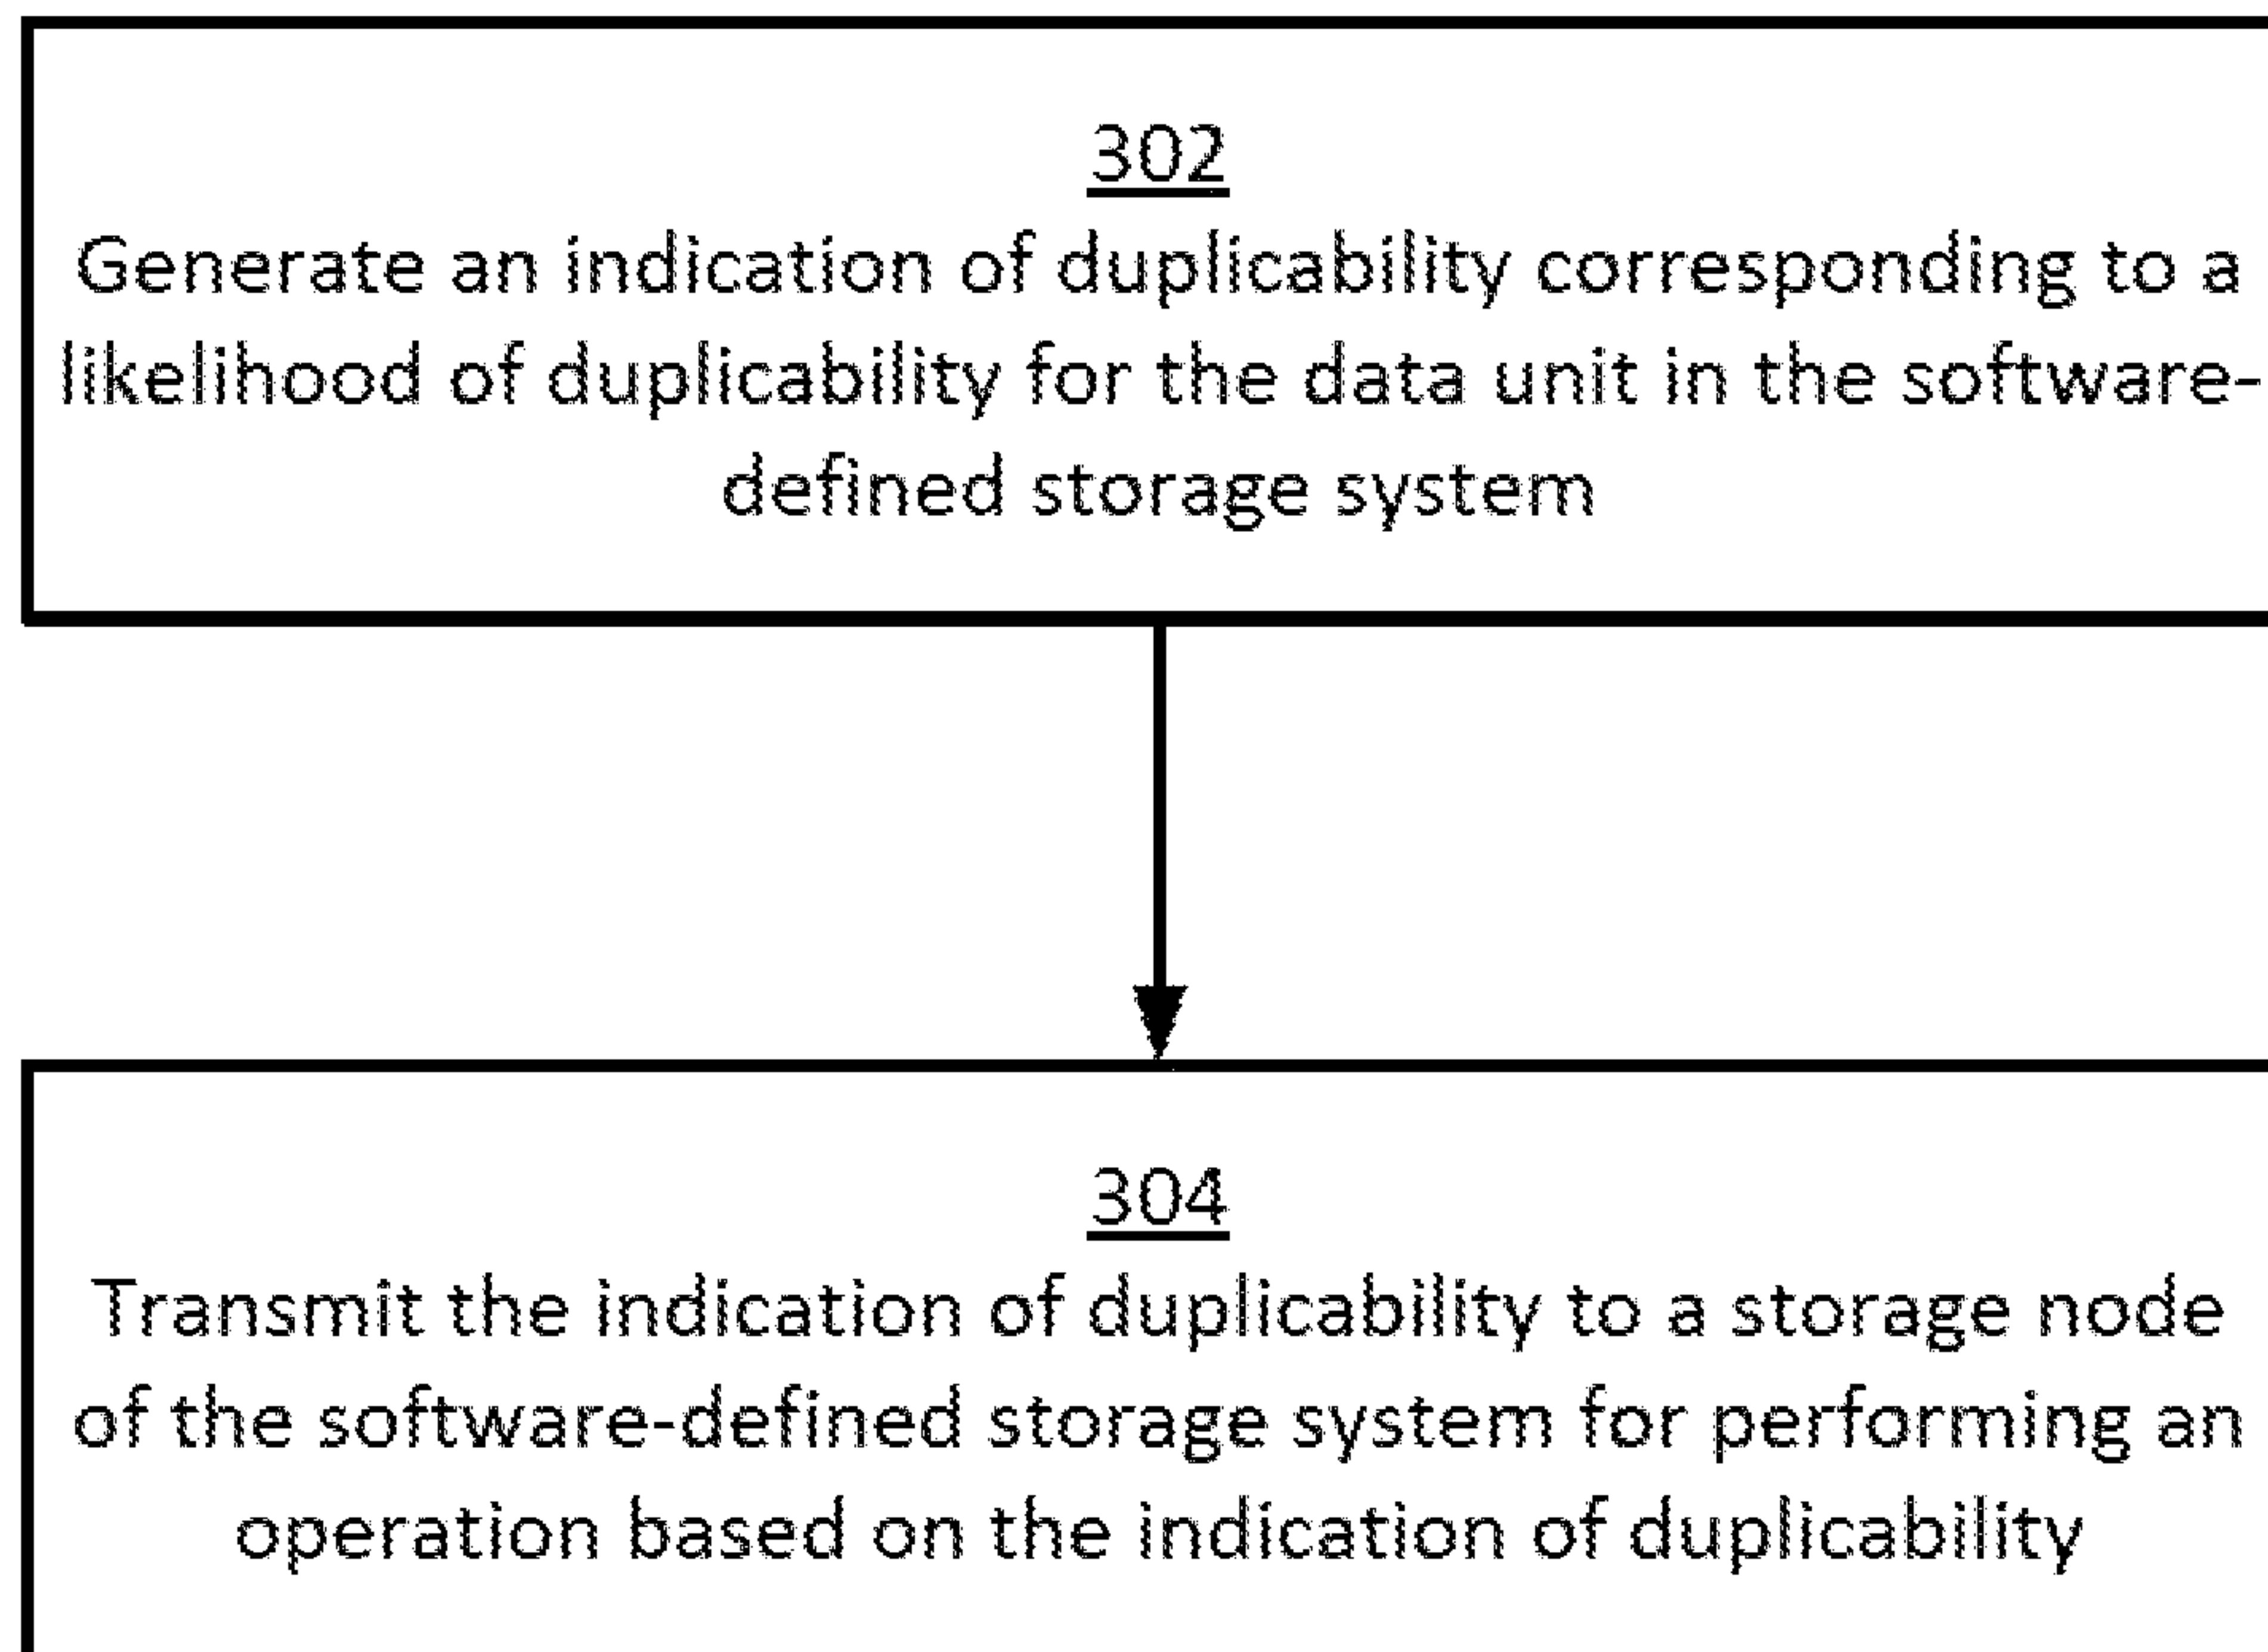 302
Generate an indication of duplicability corresponding to a
likelihood of duplicability for the data unit in the software-
defined storage system
304
Transmit the indication of duplicability to a storage node
of the software-defined storage system for performing an
operation based on the indication of duplicability